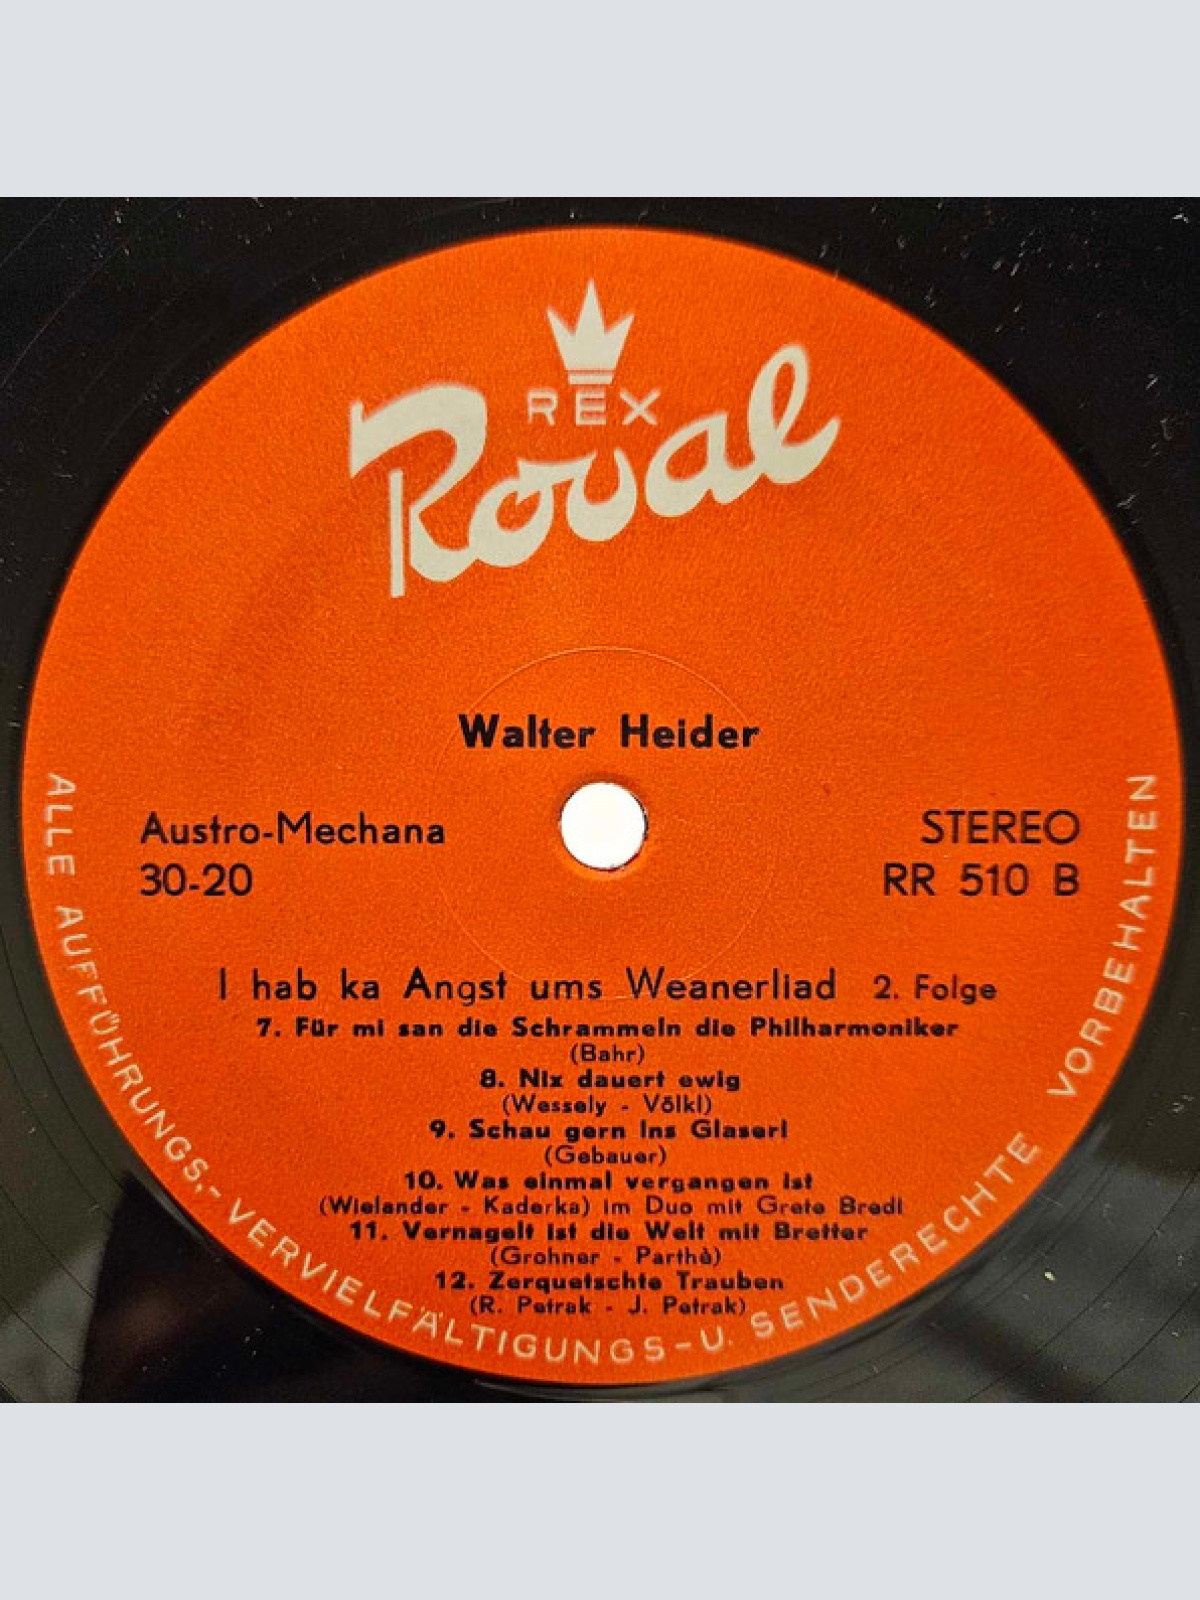 REX
Royal
Walter Heider
Austro-Mechana
30-20
STEREO
RR 510 B
I hab ka Angst ums Weanerliad 2. Folge
7. Für mi san die Schrammeln die Philharmoniker
(Bahr)
8. Nix dauert ewig
(Wessely - Völkl)
9. Schau gern ins Glaserl
(Gebauer)
10. Was einmal vergangen ist
(Wielander - Kaderka) im Duo mit Grete Bredl
11. Vernagelt ist die Welt mit Bretter
(Grohner - Parthè)
12. Zerquetschte Trauben
(R. Petrak - J. Petrak)
ALLE AUFFÜHRUNGS,- VERVIELFÄLTIGUNGS-U. SENDERECHTE VORBEHALTEN